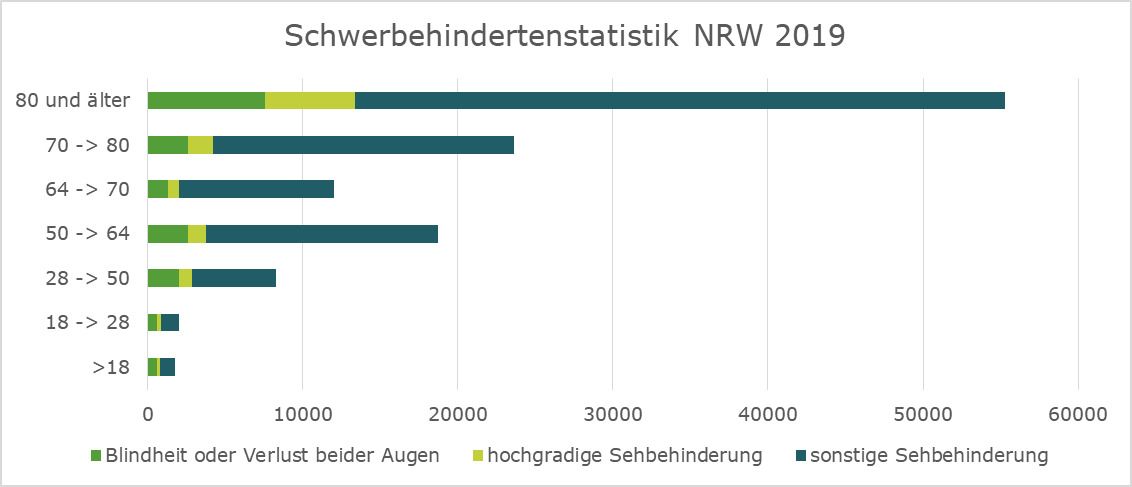 Schwerbehindertenstatistik NRW 2019
80 und älter
70 -> 80
64 -> 70
50 -> 64
28 -> 50
18 -> 28
>18
0 10000 20000 30000 40000 50000 60000
Blindheit oder Verlust beider Augen hochgradige Sehbehinderung sonstige Sehbehinderung